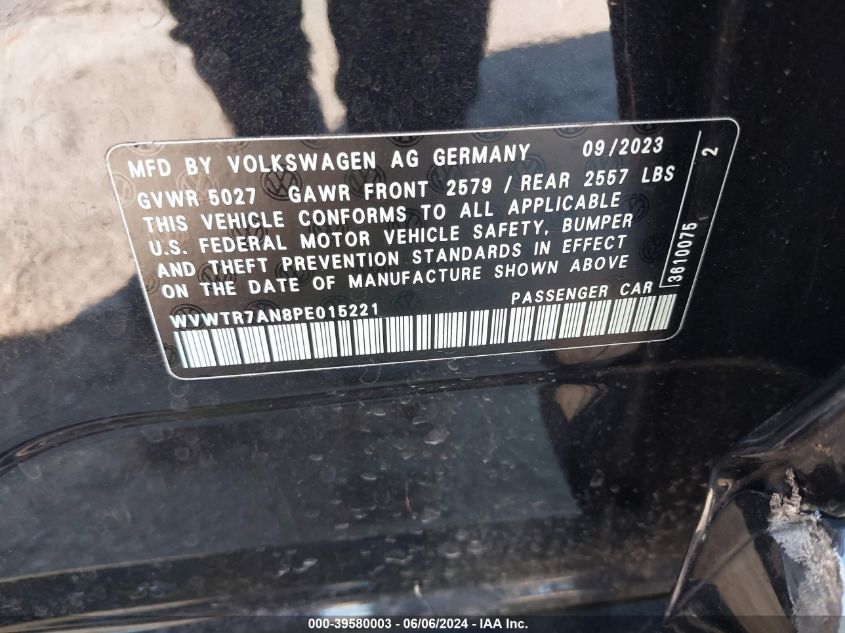 MFD BY VOLKSWAGEN AG GERMANY 09/2023
GVWR 5027 GAWR FRONT 2579 / REAR 2557 LBS
THIS VEHICLE CONFORMS TO ALL APPLICABLE
U.S. FEDERAL MOTOR VEHICLE SAFETY, BUMPER
AND THEFT PREVENTION STANDARDS IN EFFECT
ON THE DATE OF MANUFACTURE SHOWN ABOVE
WVWTR7AN8PE015221 PASSENGER CAR
3610075 2
000-39580003 - 06/06/2024 - IAA Inc.